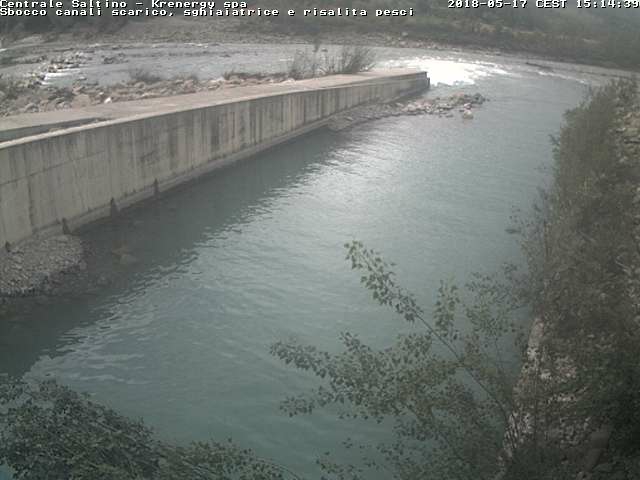 Centrale Saltino - Krenergy spa 2018-05-17 CEST 15:14:39
Sbocco canali scarico, sghiaiatrice e risalita pesci